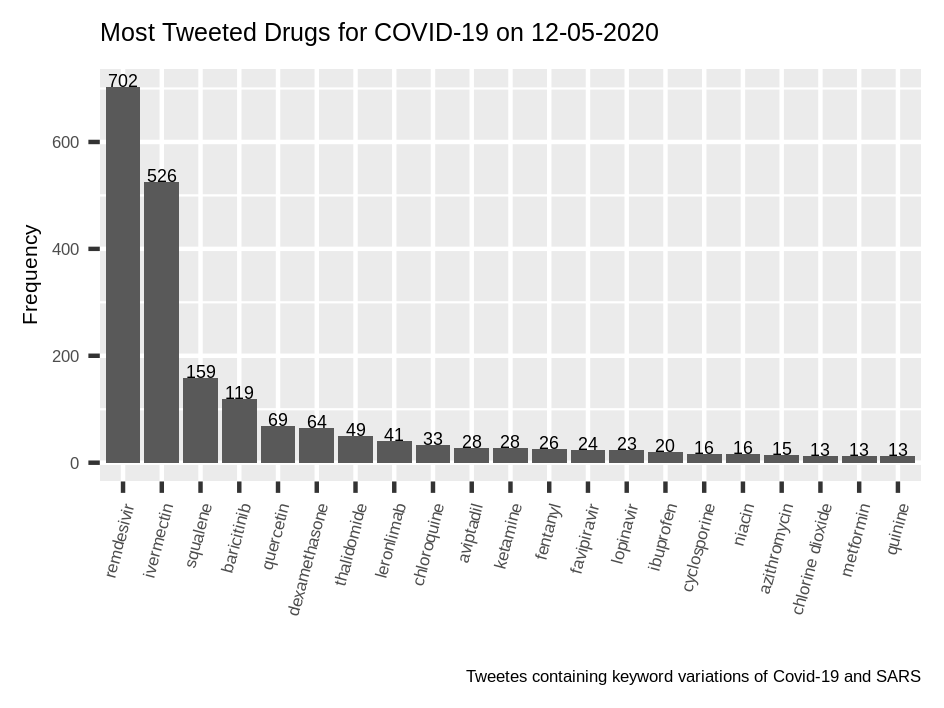 Most Tweeted Drugs for COVID-19 on 12-05-2020
Frequency
600
400
200
0
702
526
159
119
69
64
49
41
33
28
28
26
24
23
20
16
16
15
13
13
13
remdesivir
ivermectin
squalene
baricitinib
quercetin
dexamethasone
thalidomide
leronlimab
chloroquine
aviptadil
ketamine
fentanyl
favipiravir
lopinavir
ibuprofen
cyclosporine
niacin
azithromycin
chlorine dioxide
metformin
quinine
Tweetes containing keyword variations of Covid-19 and SARS